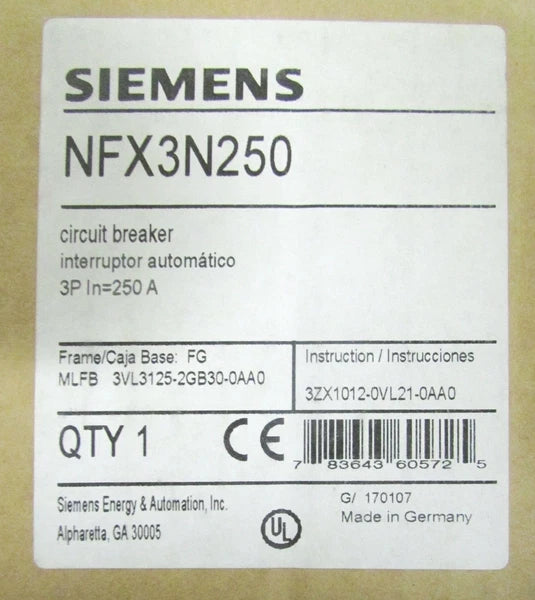 SIEMENS
NFX3N250
circuit breaker
interruptor automático
3P In=250 A
Frame/Caja Base: FG
MLFB 3VL3125-2GB30-0AA0
Instruction / Instrucciones
3ZX1012-0VL21-0AA0
QTY 1
CE
7 83643 60572 5
Siemens Energy & Automation, Inc.
Alpharetta, GA 30005
UL
G/ 170107
Made in Germany